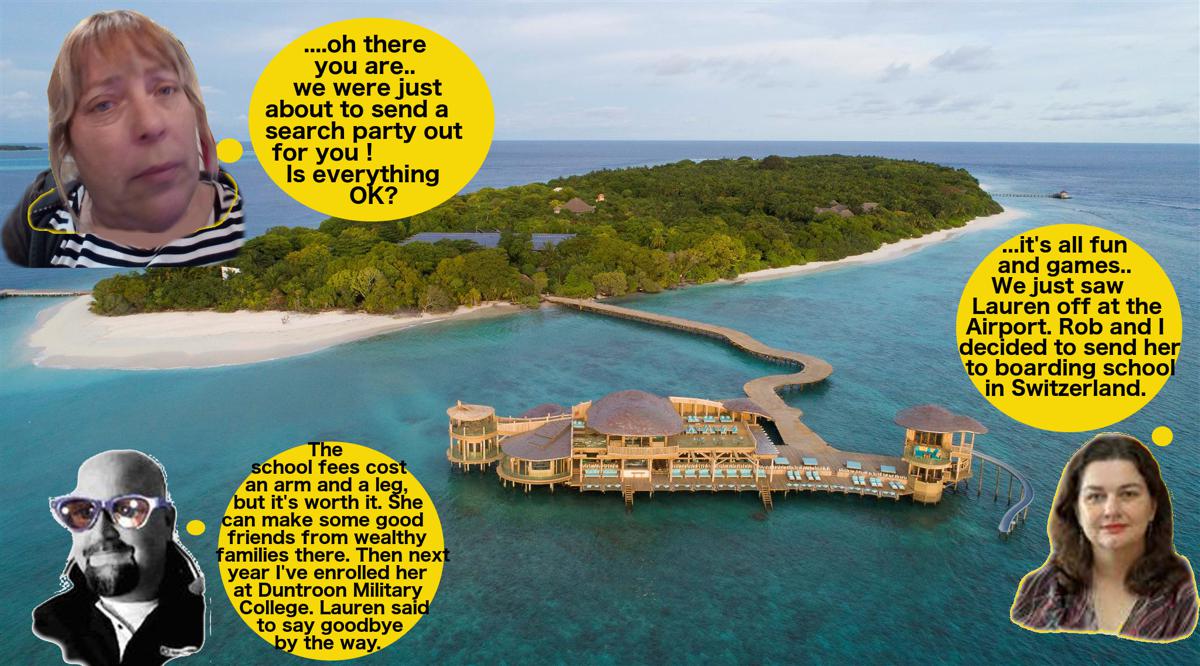 ....oh there
you are..
we were just
about to send a
search party out
for you !
Is everything
OK?
...it's all fun
and games..
We just saw
Lauren off at the
Airport. Rob and I
decided to send her
to boarding school
in Switzerland.
The
school fees cost
an arm and a leg,
but it's worth it. She
can make some good
friends from wealthy
families there. Then next
year I've enrolled her
at Duntroon Military
College. Lauren said
to say goodbye
by the way.